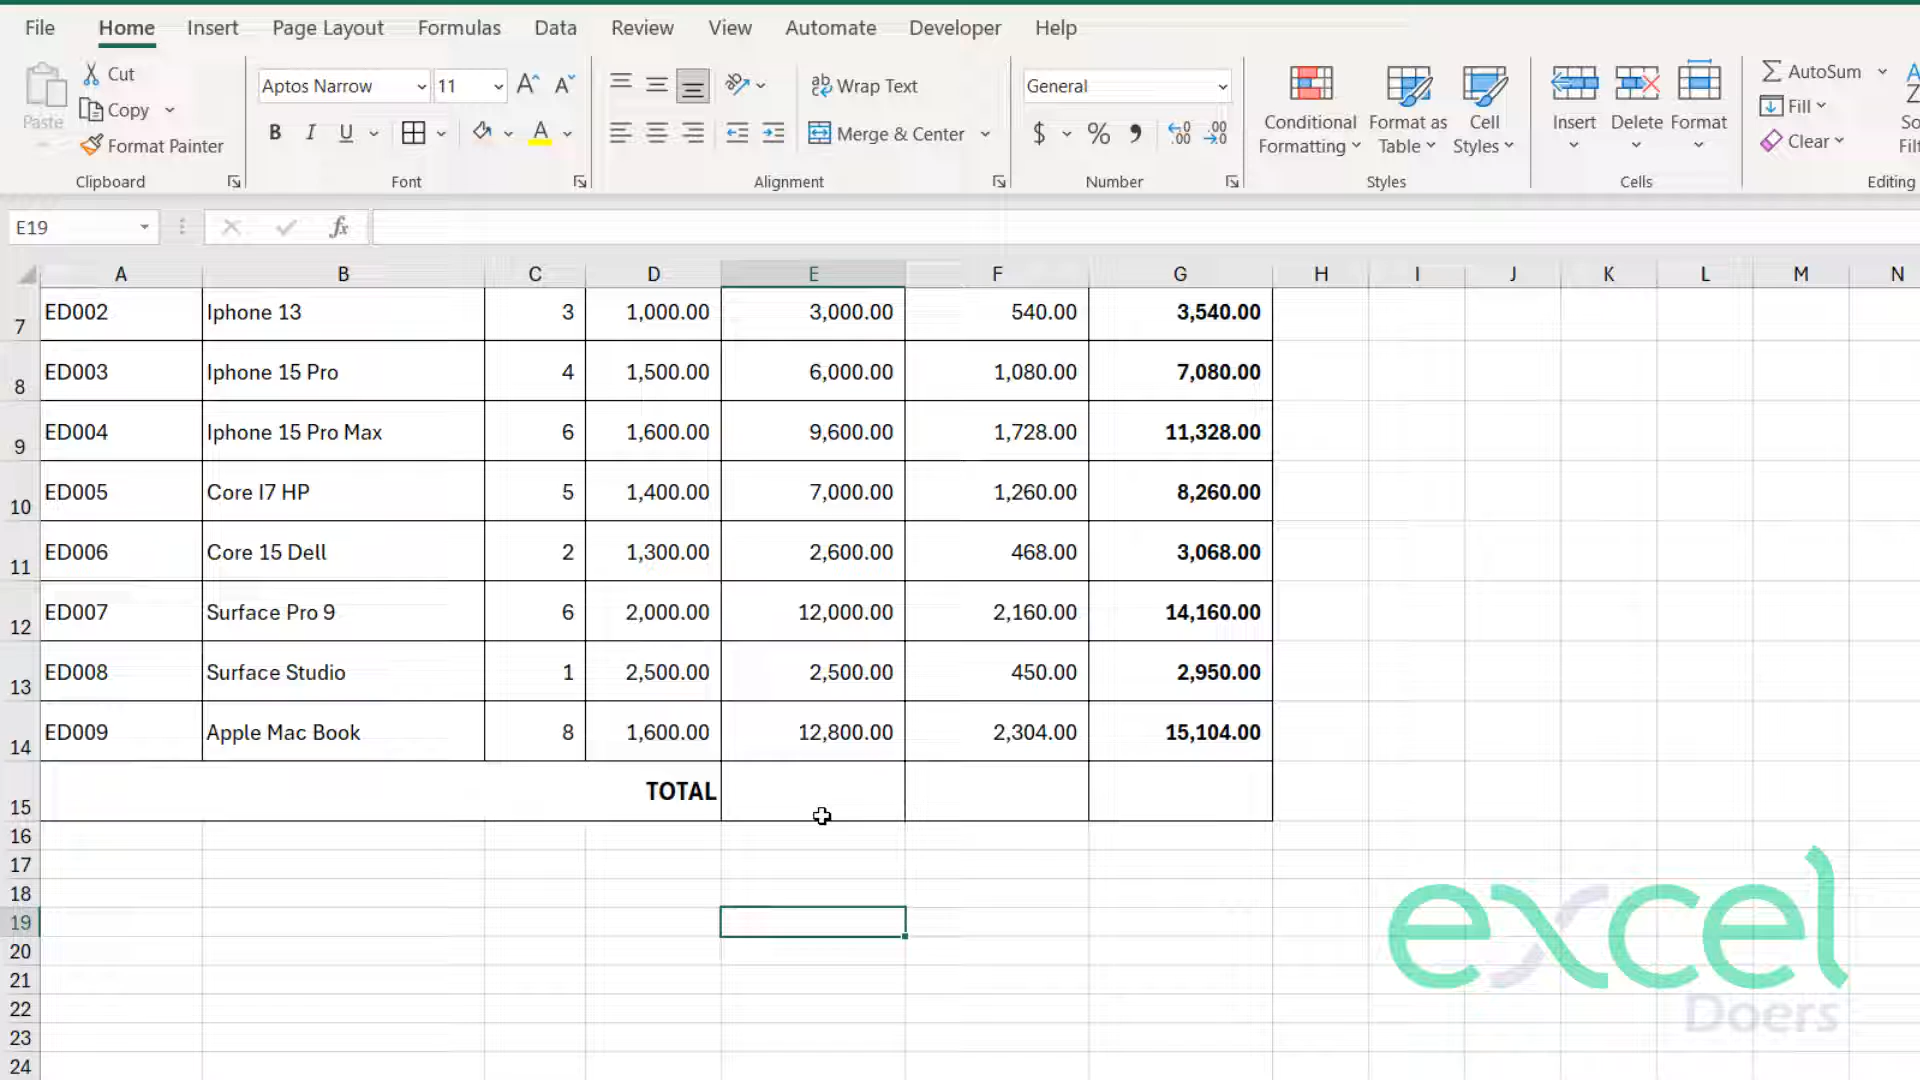 File Home Insert Page Layout Formulas Data Review View Automate Developer Help
Paste Cut Copy Format Painter Clipboard
Aptos Narrow 11 A^ A˅ B I U A Font
ab Wrap Text Merge & Center Alignment
General $ % 9 Number
Conditional Formatting Format as Table Cell Styles Styles
Insert Delete Format Cells
AutoSum Fill Clear Editing
E19 fx
A B C D E F G H I J K L M N
7 ED002 Iphone 13 3 1,000.00 3,000.00 540.00 3,540.00
8 ED003 Iphone 15 Pro 4 1,500.00 6,000.00 1,080.00 7,080.00
9 ED004 Iphone 15 Pro Max 6 1,600.00 9,600.00 1,728.00 11,328.00
10 ED005 Core I7 HP 5 1,400.00 7,000.00 1,260.00 8,260.00
11 ED006 Core 15 Dell 2 1,300.00 2,600.00 468.00 3,068.00
12 ED007 Surface Pro 9 6 2,000.00 12,000.00 2,160.00 14,160.00
13 ED008 Surface Studio 1 2,500.00 2,500.00 450.00 2,950.00
14 ED009 Apple Mac Book 8 1,600.00 12,800.00 2,304.00 15,104.00
15 TOTAL
16
17
18
19
20
21
22
23
24
excel
Doers